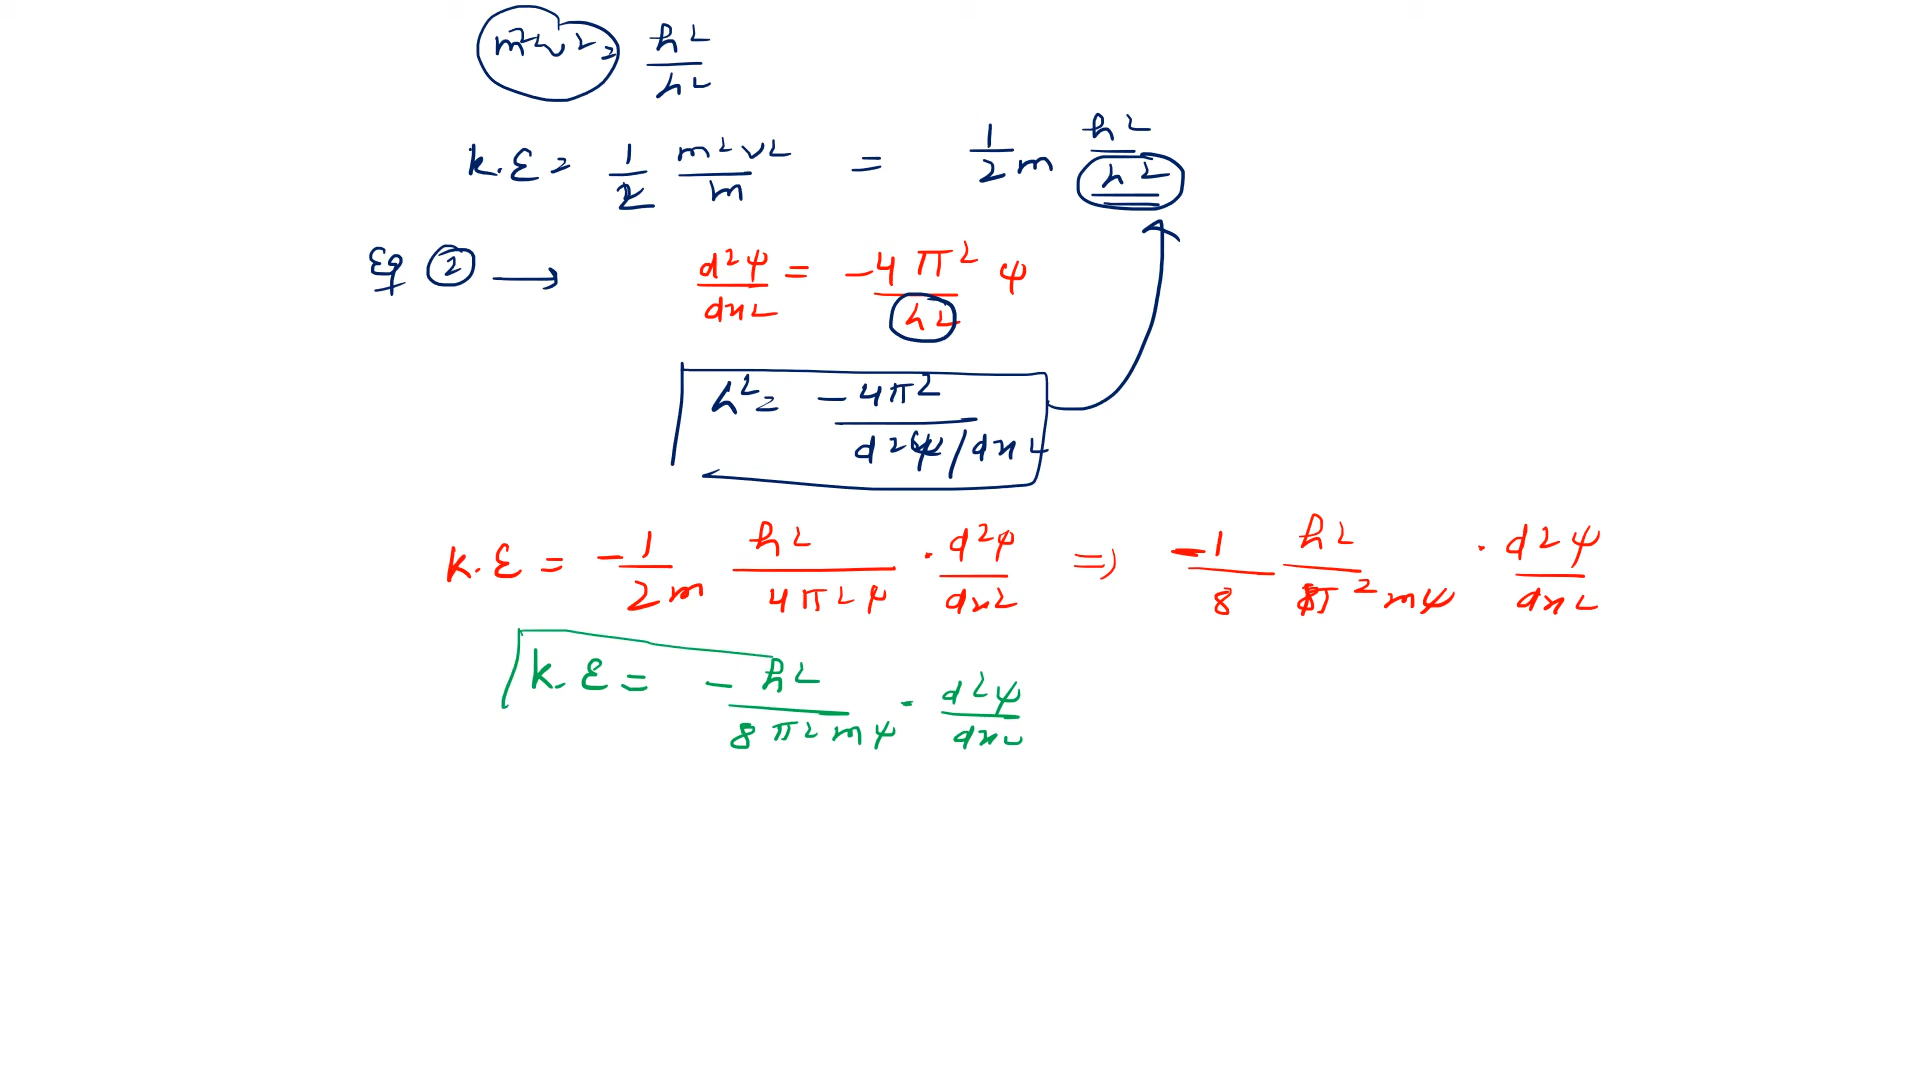 m²v² = h²/λ²
K.E = 1/2 m²v²/m = 1/2m h²/λ²
Eq ② → d²ψ/dx² = -4π²/λ² ψ
λ² = -4π² / d²ψ/dx²
K.E = -1/2m h²/4π²ψ · d²ψ/dx² ⇒ -1/8 h²/π²mψ · d²ψ/dx²
K.E = - h²/8π²mψ · d²ψ/dx²